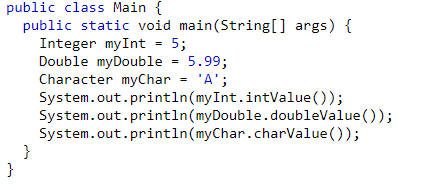 public class Main {
  public static void main(String[] args) {
    Integer myInt = 5;
    Double myDouble = 5.99;
    Character myChar = 'A';
    System.out.println(myInt.intValue());
    System.out.println(myDouble.doubleValue());
    System.out.println(myChar.charValue());
  }
}